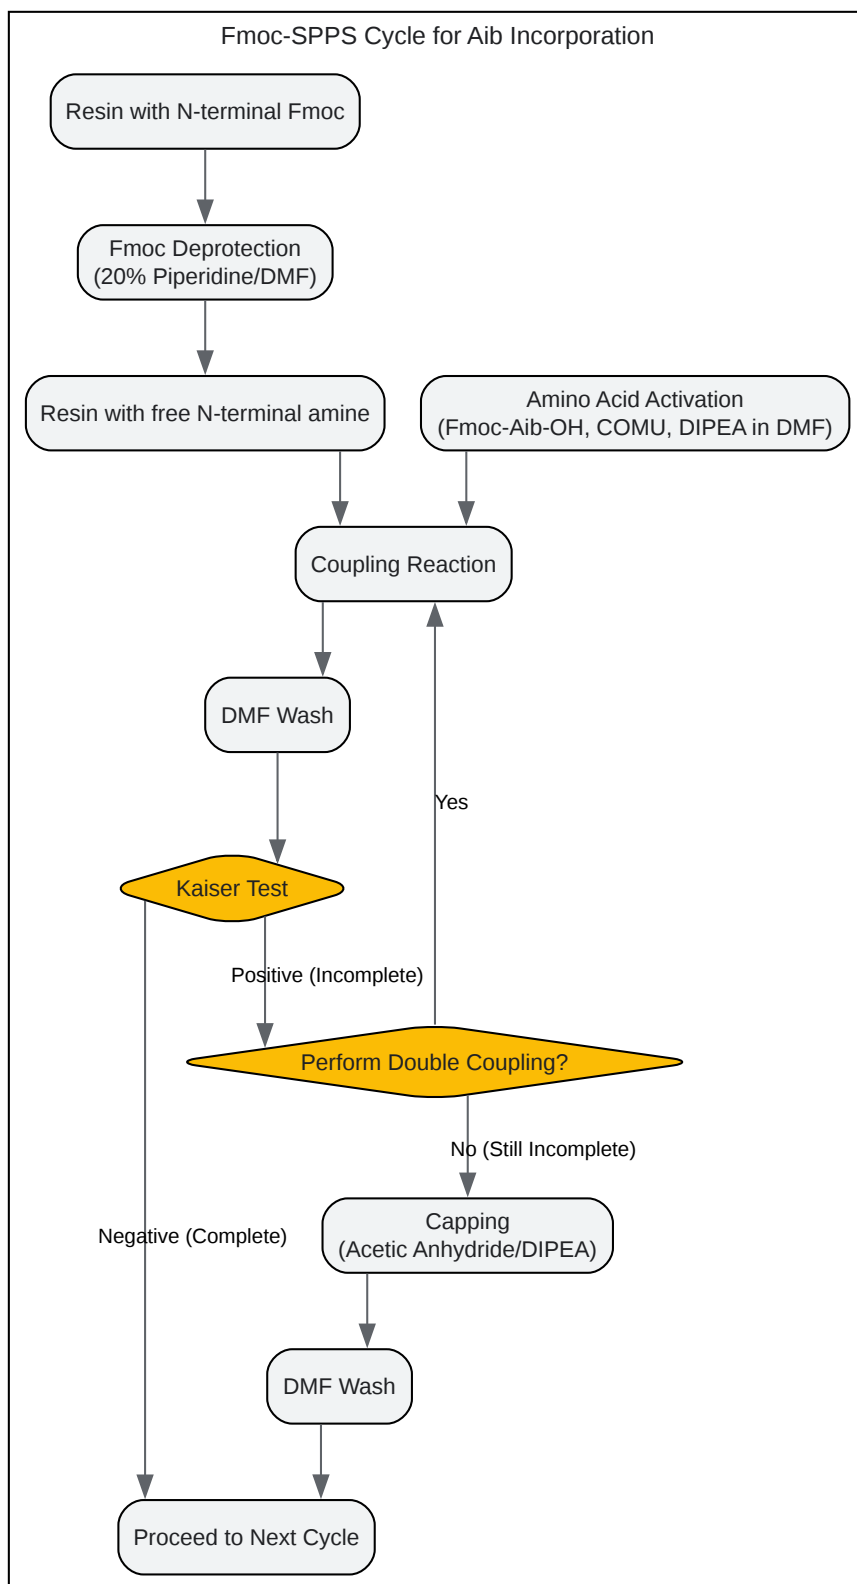 Fmoc-SPPS Cycle for Aib Incorporation
Resin with N-terminal Fmoc
Fmoc Deprotection
(20% Piperidine/DMF)
Resin with free N-terminal amine
Amino Acid Activation
(Fmoc-Aib-OH, COMU, DIPEA in DMF)
Coupling Reaction
DMF Wash
Yes
Kaiser Test
Positive (Incomplete)
Perform Double Coupling?
No (Still Incomplete)
Capping
(Acetic Anhydride/DIPEA)
Negative (Complete)
DMF Wash
Proceed to Next Cycle